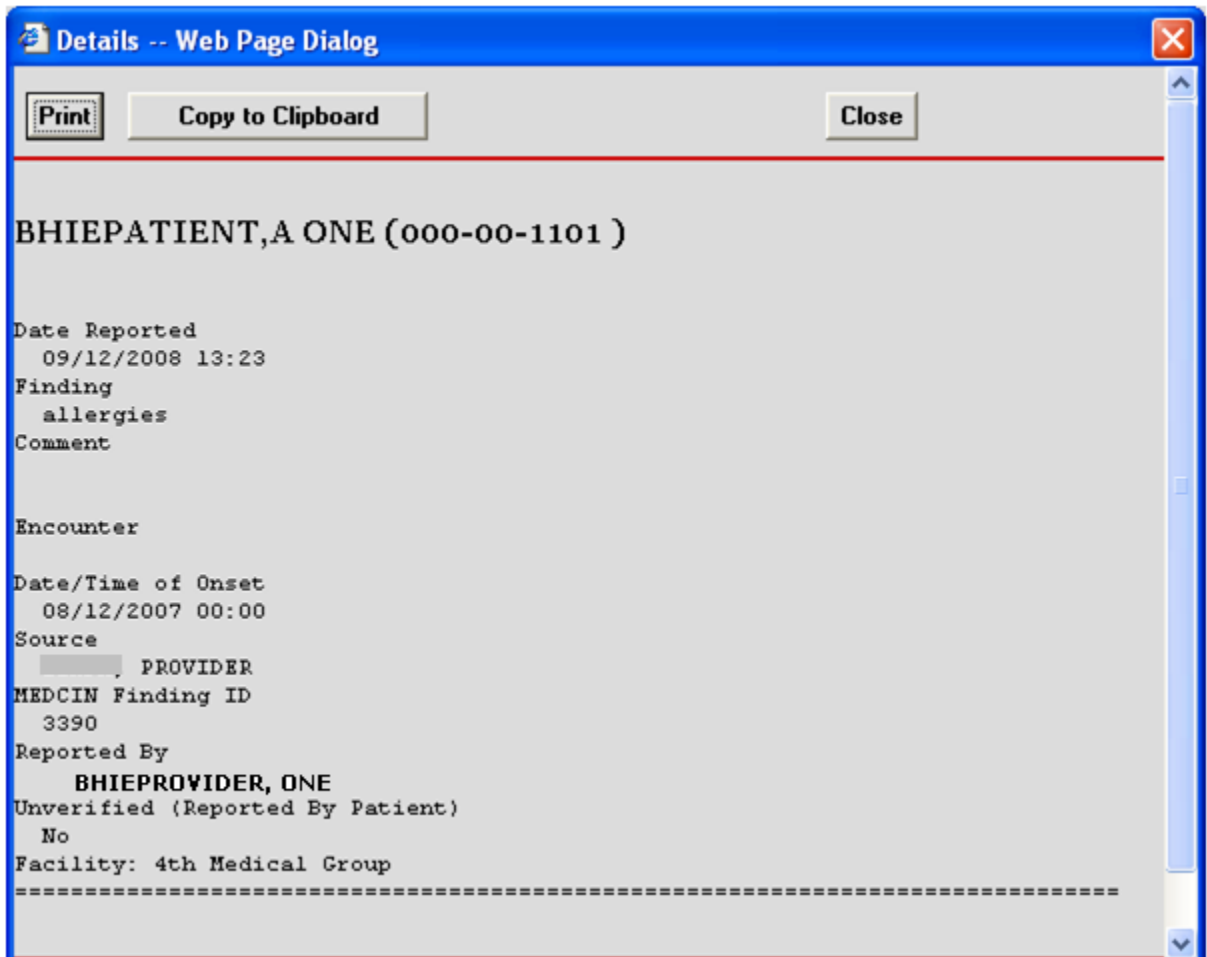 Details -- Web Page Dialog
Print Copy to Clipboard Close
BHIEPATIENT,A ONE (000-00-1101 )
Date Reported
09/12/2008 13:23
Finding
allergies
Comment
Encounter
Date/Time of Onset
08/12/2007 00:00
Source
, PROVIDER
MEDCIN Finding ID
3390
Reported By
BHIEPROVIDER, ONE
Unverified (Reported By Patient)
No
Facility: 4th Medical Group
===============================================================================